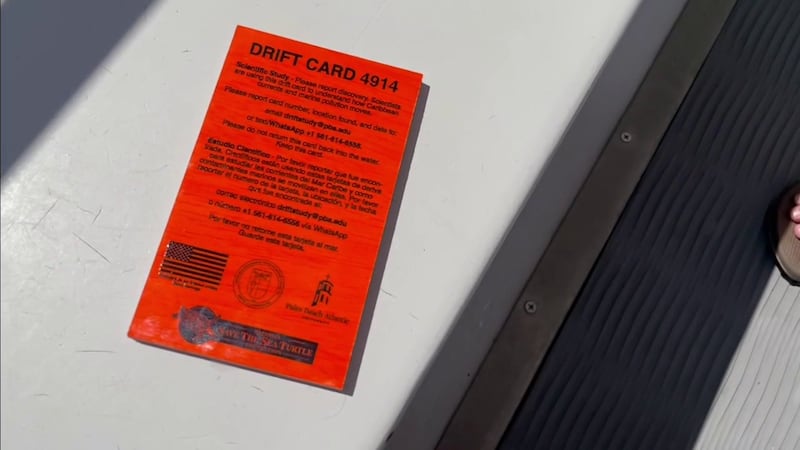 DRIFT CARD 4914
Scientific Study - Please report discovery. Scientists
are using this drift card to understand how Caribbean
currents and marine pollution moves.
Please report card number, location found, and date to:
email driftstudy@pba.edu
or text/WhatsApp +1 561-614-6558.
Please do not return this card back into the water.
Keep this card.
Estudio Científico - Por favor reportar que fue encon-
trada. Científicos están usando estas tarjetas de deriva
para estudiar las corrientes del Mar Caribe y como
contaminantes marinos se movilizan en ellas. Por favor
reportar el número de la tarjeta, la ubicación, y la fecha
que fue encontrada al:
correo electrónico driftstudy@pba.edu
o número +1 561-614-6558 vía WhatsApp
Por favor no retorne esta tarjeta al mar.
Guarde esta tarjeta.
Palm Beach Atlantic
SAVE THE SEA TURTLE